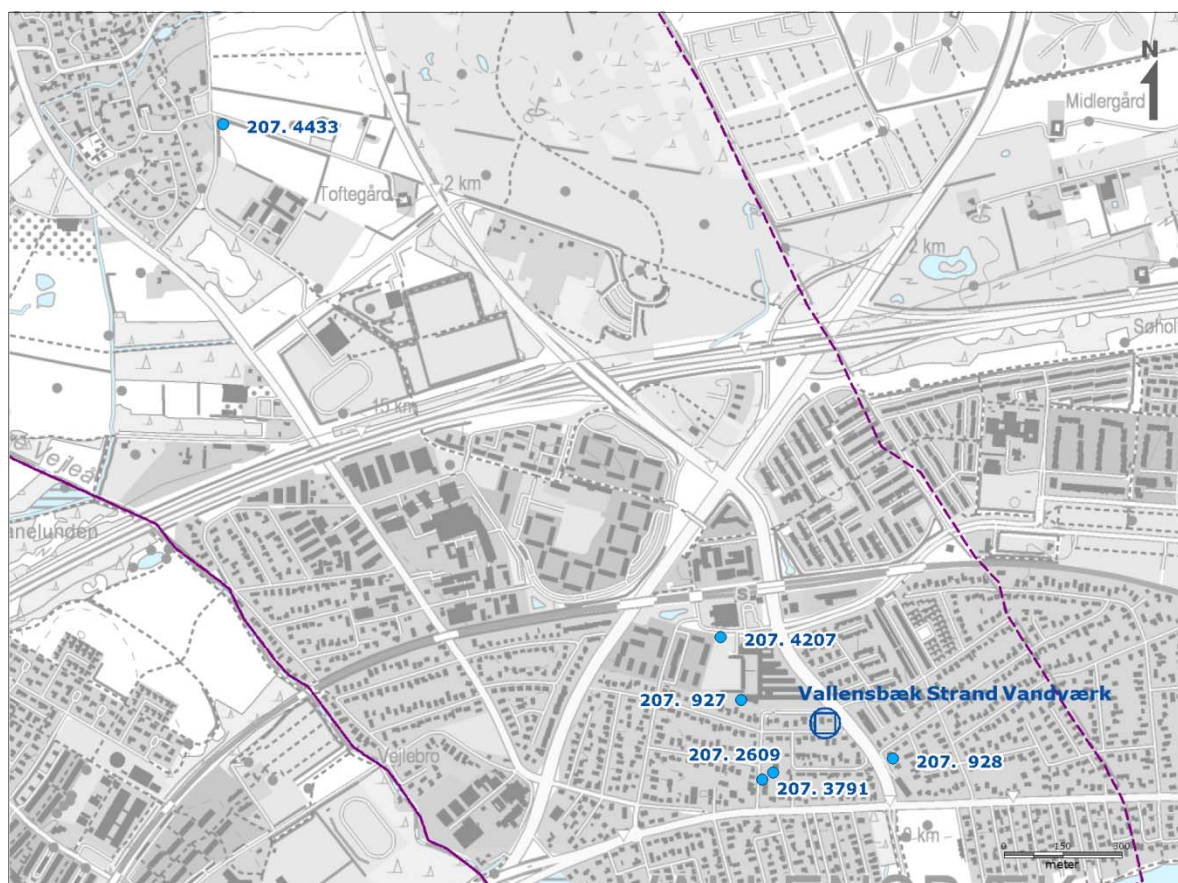 N
Midlergård
207. 4433
Toftegård
2 km
2 km
Søhol
15 km
Vejleå
anelunden
S
207. 4207
Vallensbæk Strand Vandværk
207. 927
207. 2609
207. 928
Vejlebro
207. 3791
0 km
0 150 300
meter